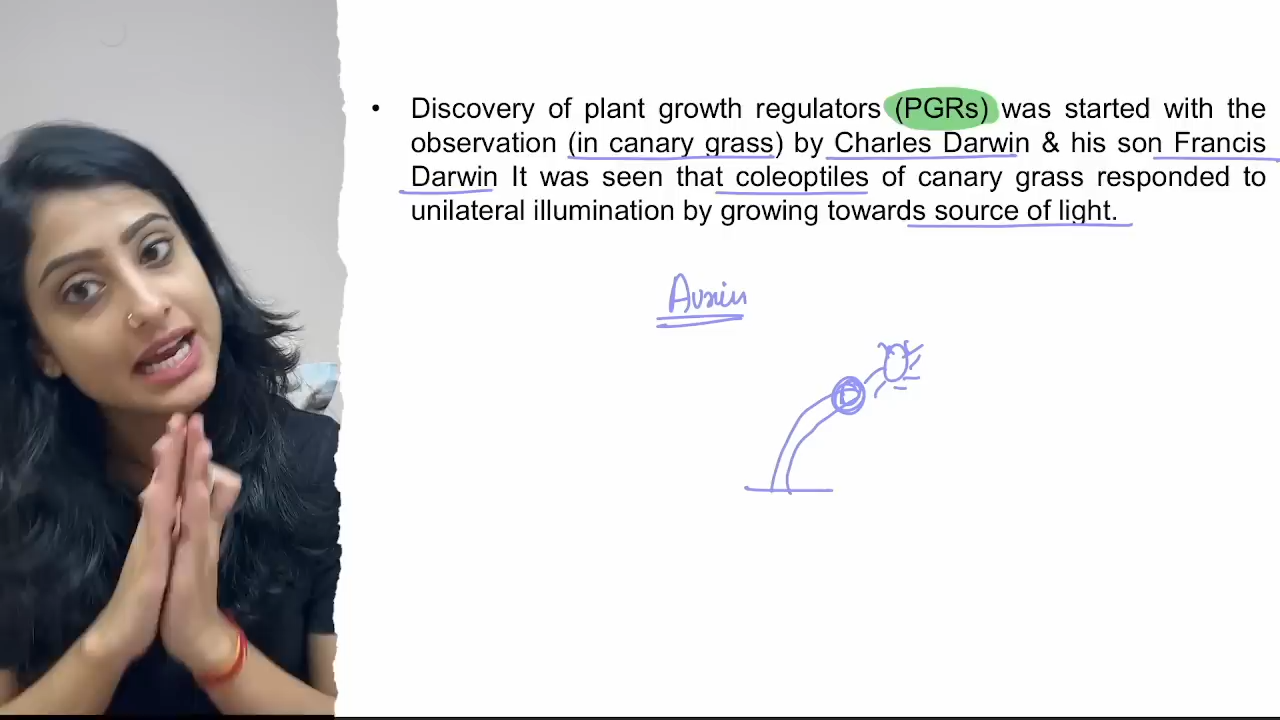 • Discovery of plant growth regulators (PGRs) was started with the
observation (in canary grass) by Charles Darwin & his son Francis
Darwin It was seen that coleoptiles of canary grass responded to
unilateral illumination by growing towards source of light.
Auxin